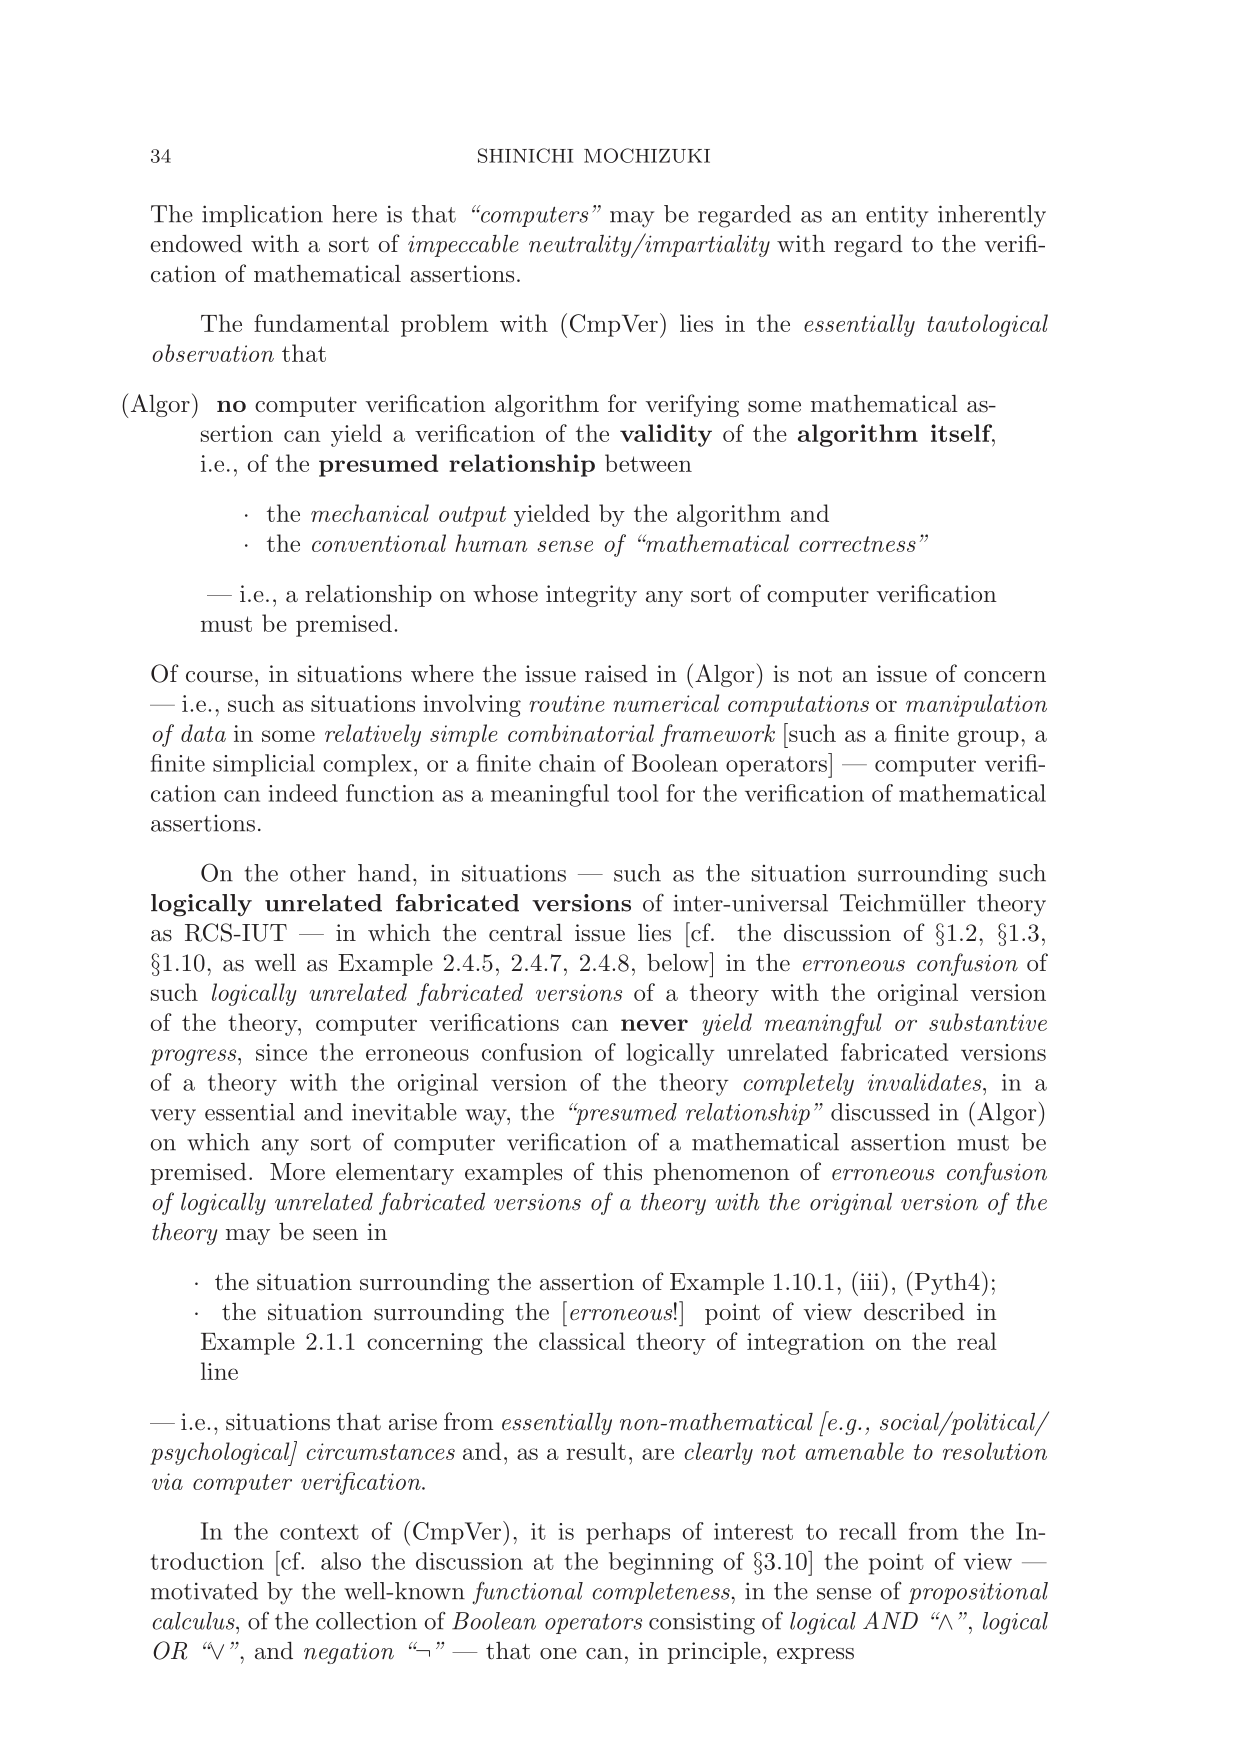 34
SHINICHI MOCHIZUKI
The implication here is that “computers” may be regarded as an entity inherently
endowed with a sort of impeccable neutrality/impartiality with regard to the verifi-
cation of mathematical assertions.
The fundamental problem with (CmpVer) lies in the essentially tautological
observation that
(Algor) no computer verification algorithm for verifying some mathematical as-
sertion can yield a verification of the validity of the algorithm itself,
i.e., of the presumed relationship between
· the mechanical output yielded by the algorithm and
· the conventional human sense of “mathematical correctness”
— i.e., a relationship on whose integrity any sort of computer verification
must be premised.
Of course, in situations where the issue raised in (Algor) is not an issue of concern
— i.e., such as situations involving routine numerical computations or manipulation
of data in some relatively simple combinatorial framework [such as a finite group, a
finite simplicial complex, or a finite chain of Boolean operators] — computer verifi-
cation can indeed function as a meaningful tool for the verification of mathematical
assertions.
On the other hand, in situations — such as the situation surrounding such
logically unrelated fabricated versions of inter-universal Teichmüller theory
as RCS-IUT — in which the central issue lies [cf. the discussion of §1.2, §1.3,
§1.10, as well as Example 2.4.5, 2.4.7, 2.4.8, below] in the erroneous confusion of
such logically unrelated fabricated versions of a theory with the original version
of the theory, computer verifications can never yield meaningful or substantive
progress, since the erroneous confusion of logically unrelated fabricated versions
of a theory with the original version of the theory completely invalidates, in a
very essential and inevitable way, the “presumed relationship” discussed in (Algor)
on which any sort of computer verification of a mathematical assertion must be
premised. More elementary examples of this phenomenon of erroneous confusion
of logically unrelated fabricated versions of a theory with the original version of the
theory may be seen in
· the situation surrounding the assertion of Example 1.10.1, (iii), (Pyth4);
· the situation surrounding the [erroneous!] point of view described in
Example 2.1.1 concerning the classical theory of integration on the real
line
— i.e., situations that arise from essentially non-mathematical [e.g., social/political/
psychological] circumstances and, as a result, are clearly not amenable to resolution
via computer verification.
In the context of (CmpVer), it is perhaps of interest to recall from the In-
troduction [cf. also the discussion at the beginning of §3.10] the point of view —
motivated by the well-known functional completeness, in the sense of propositional
calculus, of the collection of Boolean operators consisting of logical AND “∧”, logical
OR “∨”, and negation “¬” — that one can, in principle, express